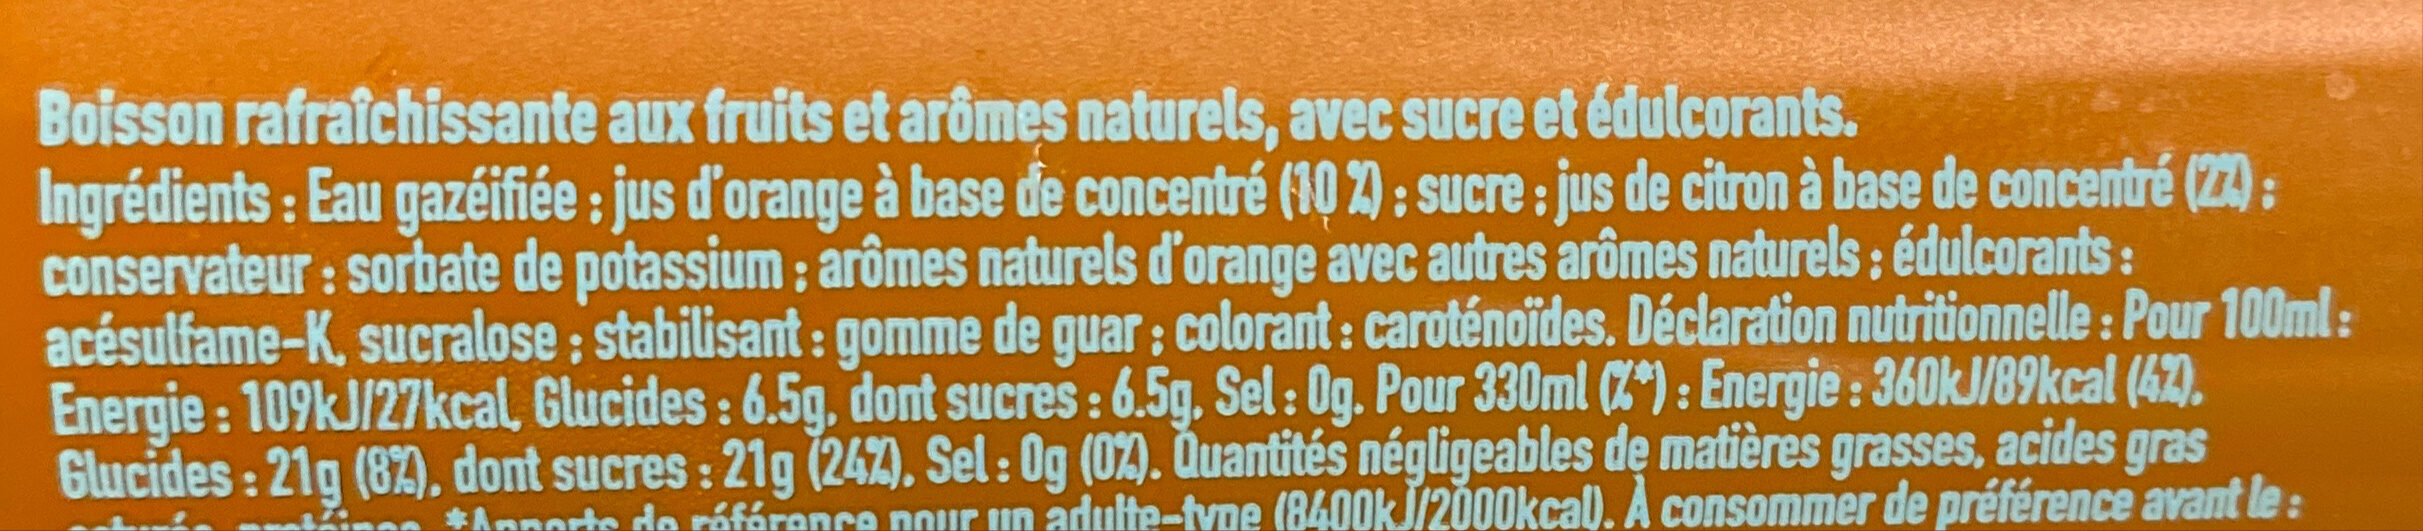 Boisson rafraîchissante aux fruits et arômes naturels, avec sucre et édulcorants.
Ingrédients : Eau gazéifiée ; jus d'orange à base de concentré (10 %) ; sucre ; jus de citron à base de concentré (2%) ;
conservateur : sorbate de potassium ; arômes naturels d'orange avec autres arômes naturels ; édulcorants :
acésulfame-K, sucralose ; stabilisant : gomme de guar ; colorant : caroténoïdes. Déclaration nutritionnelle : Pour 100ml :
Energie : 109kJ/27kcal, Glucides : 6.5g, dont sucres : 6.5g, Sel : 0g. Pour 330ml (%*) : Energie : 360kJ/89kcal (4%),
Glucides : 21g (8%), dont sucres : 21g (24%), Sel : 0g (0%). Quantités négligeables de matières grasses, acides gras
saturés, protéines. *Apports de référence pour un adulte-type (8400kJ/2000kcal). À consommer de préférence avant le :